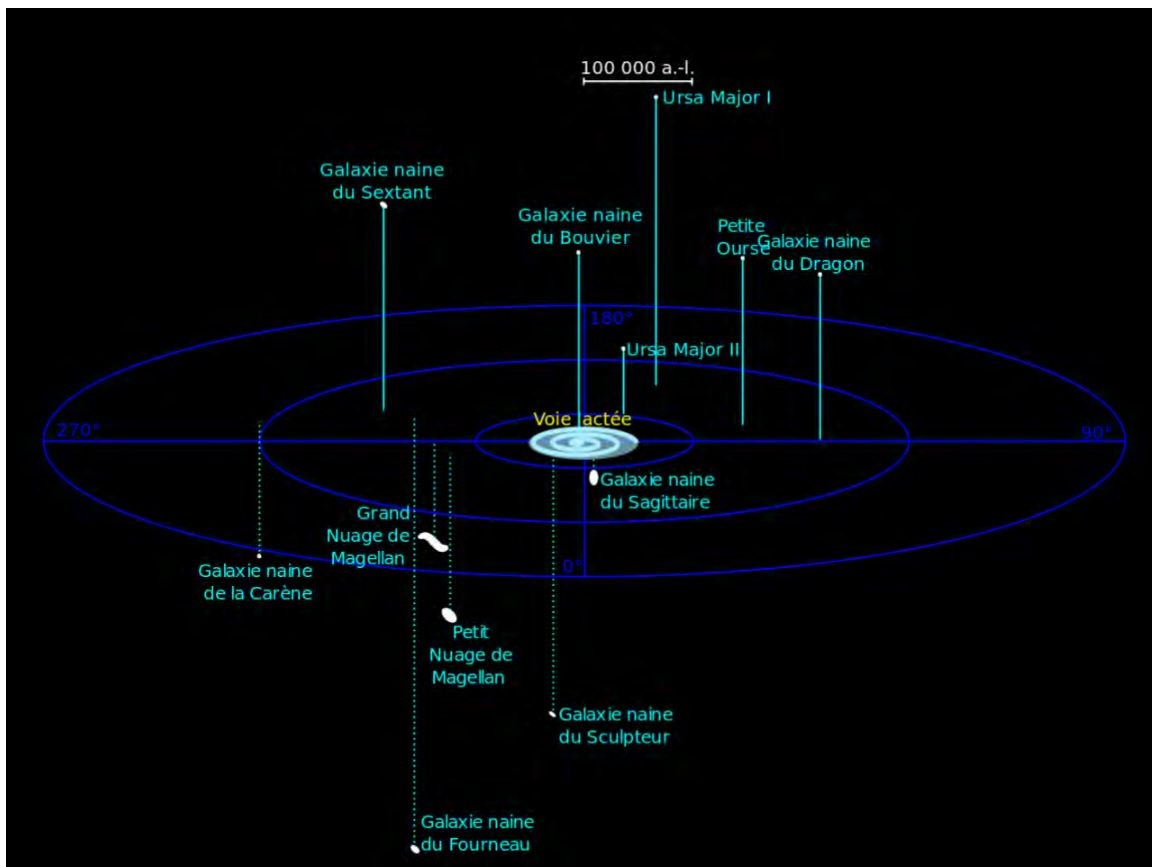 100 000 a.-l.
Ursa Major I
Galaxie naine
du Sextant
Galaxie naine
du Bouvier
Petite
Ourse
Galaxie naine
du Dragon
180°
Ursa Major II
Voie lactée
270°
90°
Galaxie naine
du Sagittaire
Grand
Nuage de
Magellan
0°
Galaxie naine
de la Carène
Petit
Nuage de
Magellan
Galaxie naine
du Sculpteur
Galaxie naine
du Fourneau